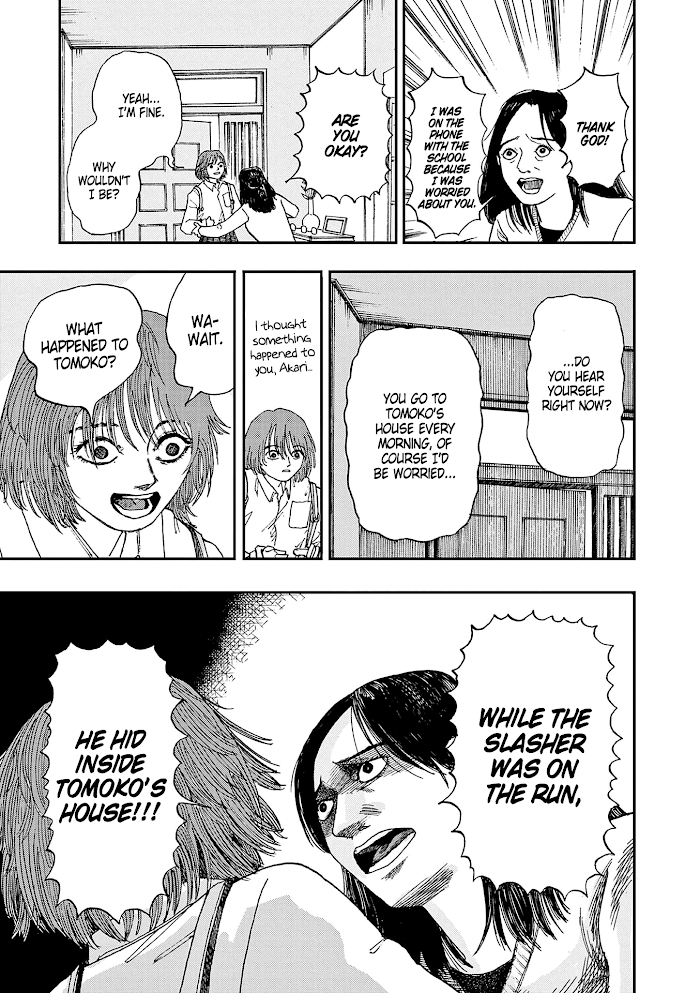 THANK
GOD!
I WAS
ON THE
PHONE
WITH THE
SCHOOL
BECAUSE
I WAS
WORRIED
ABOUT YOU.
ARE
YOU
OKAY?
YEAH...
I'M FINE.
WHY
WOULDN'T
I BE?
...DO
YOU HEAR
YOURSELF
RIGHT NOW?
YOU GO TO
TOMOKO'S
HOUSE EVERY
MORNING, OF
COURSE I'D
BE WORRIED...
I thought
something
happened to
you, Akari...
WA-
WAIT.
WHAT
HAPPENED TO
TOMOKO?
WHILE THE
SLASHER
WAS ON
THE RUN,
HE HID
INSIDE
TOMOKO'S
HOUSE!!!